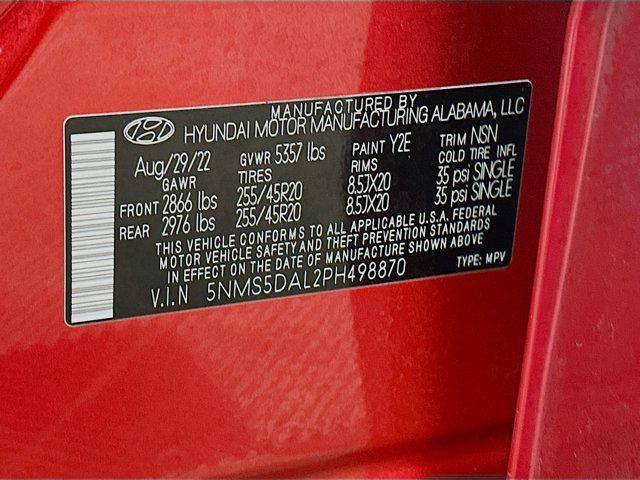 MANUFACTURED BY
HYUNDAI MOTOR MANUFACTURING ALABAMA, LLC
Aug/29/22 GVWR 5357 lbs PAINT Y2E TRIM NSN
GAWR TIRES RIMS COLD TIRE INFL
FRONT 2866 lbs 255/45R20 8.5JX20 35 psi SINGLE
REAR 2976 lbs 255/45R20 8.5JX20 35 psi SINGLE
THIS VEHICLE CONFORMS TO ALL APPLICABLE U.S.A. FEDERAL
MOTOR VEHICLE SAFETY AND THEFT PREVENTION STANDARDS
IN EFFECT ON THE DATE OF MANUFACTURE SHOWN ABOVE
V.I.N 5NMS5DAL2PH498870 TYPE: MPV